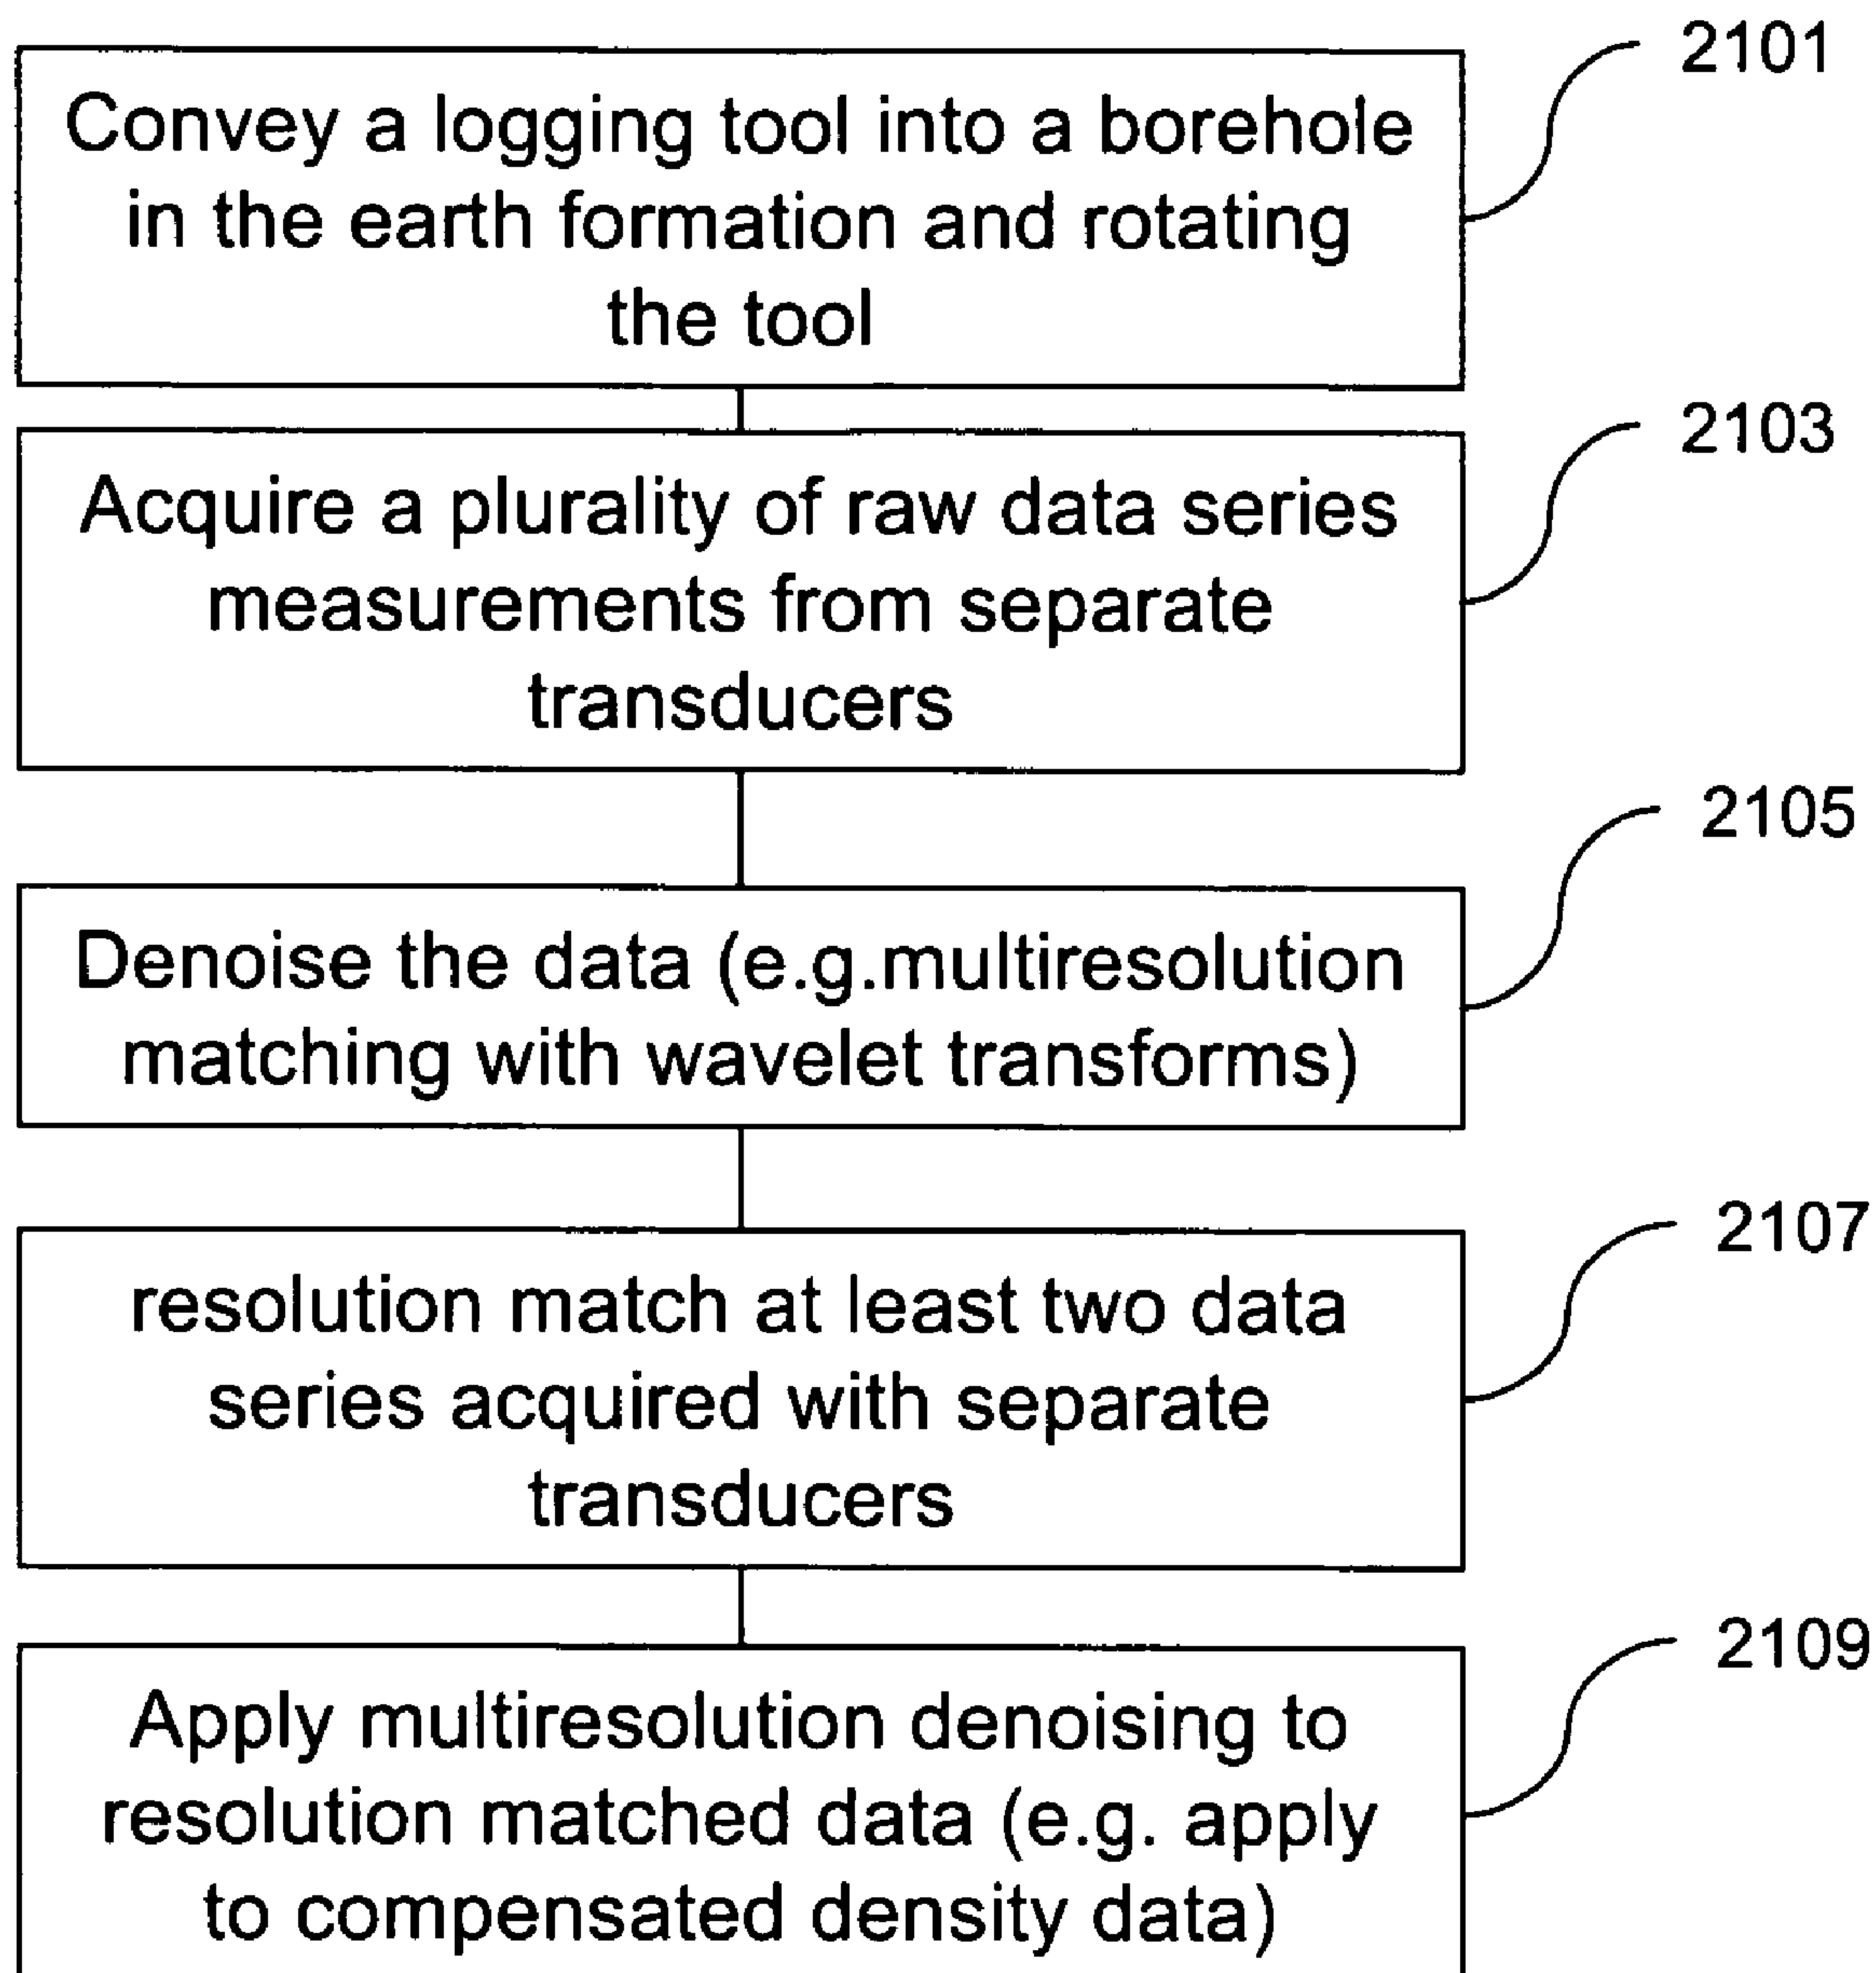 2101
Convey a logging tool into a borehole
in the earth formation and rotating
the tool
2103
Acquire a plurality of raw data series
measurements from separate
transducers
2105
Denoise the data (e.g.multiresolution
matching with wavelet transforms)
2107
resolution match at least two data
series acquired with separate
transducers
2109
Apply multiresolution denoising to
resolution matched data (e.g. apply
to compensated density data)